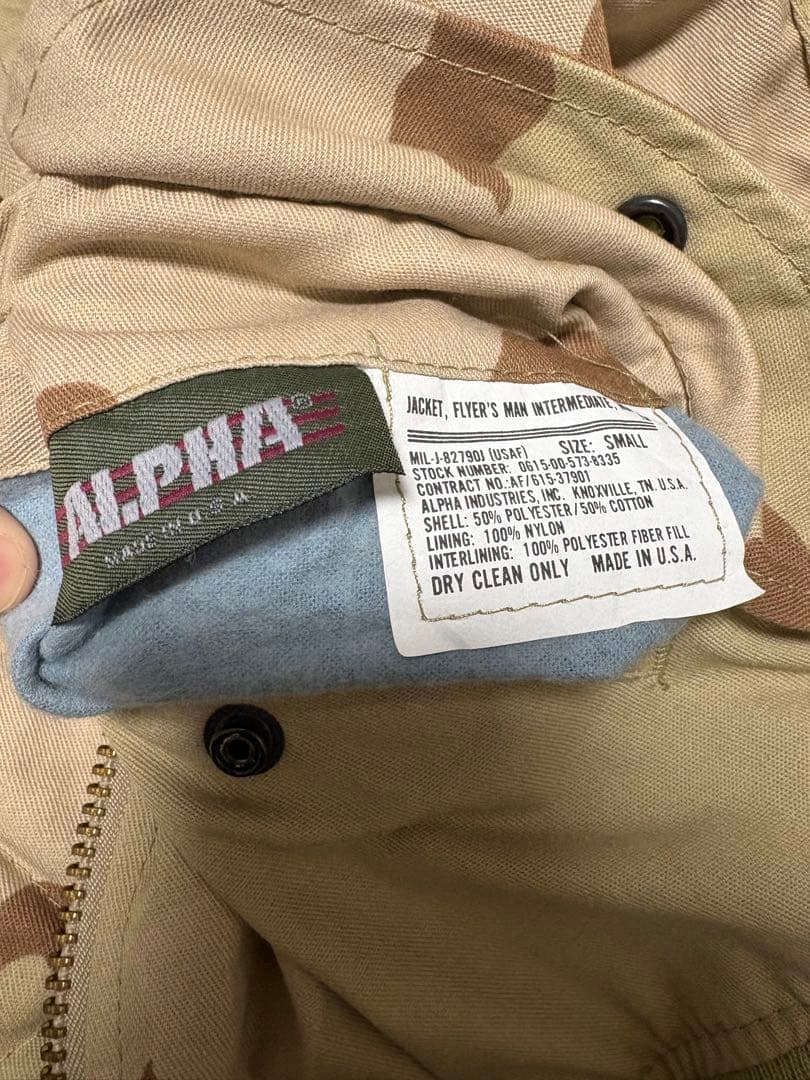 ALPHA®
MADE IN U.S.A.
JACKET, FLYER'S MAN INTERMEDIATE,
MIL-J-82790J (USAF) SIZE: SMALL
STOCK NUMBER: 0615-00-573-8335
CONTRACT NO.:AF/615-37901
ALPHA INDUSTRIES, INC. KNOXVILLE, TN. U.S.A.
SHELL: 50% POLYESTER/50% COTTON
LINING: 100% NYLON
INTERLINING: 100% POLYESTER FIBER FILL
DRY CLEAN ONLY MADE IN U.S.A.